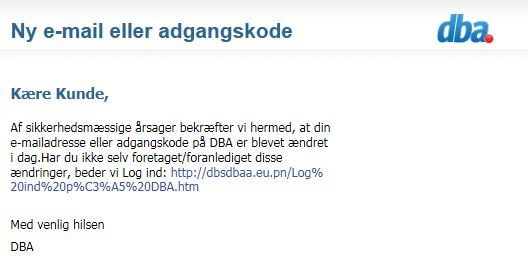 Ny e-mail eller adgangskode
dba.
Kære Kunde,
Af sikkerhedsmæssige årsager bekræfter vi hermed, at din
e-mailadresse eller adgangskode på DBA er blevet ændret
i dag.Har du ikke selv foretaget/foranlediget disse
ændringer, beder vi Log ind: http://dbsdbaa.eu.pn/Log%
20ind%20p%C3%A5%20DBA.htm
Med venlig hilsen
DBA